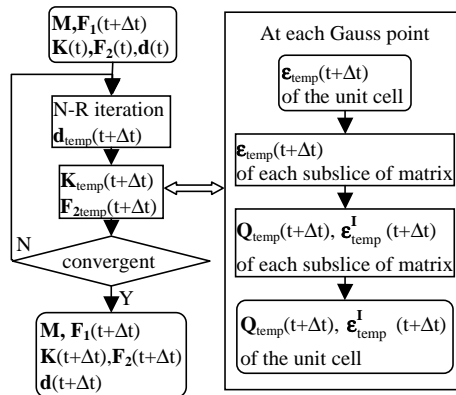 M,F₁(t+Δt)
K(t),F₂(t),d(t)
N-R iteration
d_temp(t+Δt)
K_temp(t+Δt)
F_2temp(t+Δt)
N
convergent
Y
M, F₁(t+Δt)
K(t+Δt),F₂(t+Δt)
d(t+Δt)
At each Gauss point
ε_temp(t+Δt)
of the unit cell
ε_temp(t+Δt)
of each subslice of matrix
Q_temp(t+Δt), ε^I_temp (t+Δt)
of each subslice of matrix
Q_temp(t+Δt), ε^I_temp (t+Δt)
of the unit cell